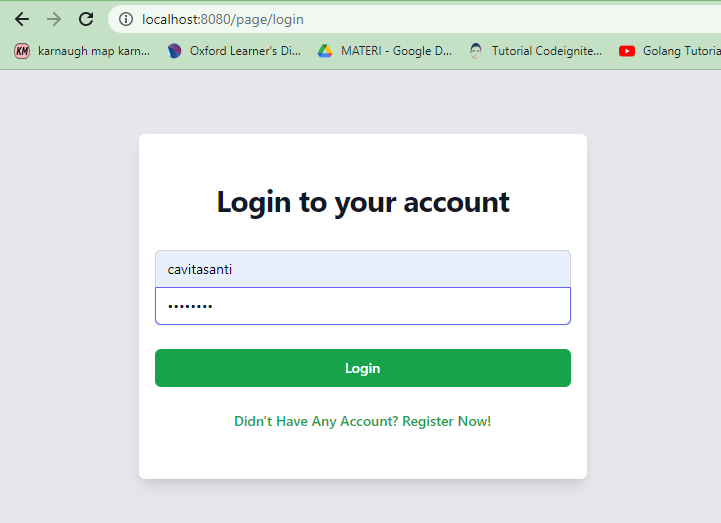 localhost:8080/page/login
KM karnaugh map karn... Oxford Learner's Di... MATERI - Google D... Tutorial Codeignite... Golang Tutoria
Login to your account
cavitasanti
••••••••
Login
Didn't Have Any Account? Register Now!